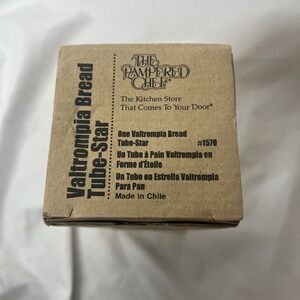 THE
PAMPERED
CHEF®
The Kitchen Store
That Comes To Your Door®
Valtrompia Bread
Tube-Star
One Valtrompia Bread
Tube-Star #1570
Un Tube à Pain Valtrompia en
Forme d'Étoile
Un Tube en Estrella Valtrompia
Para Pan
Made in Chile